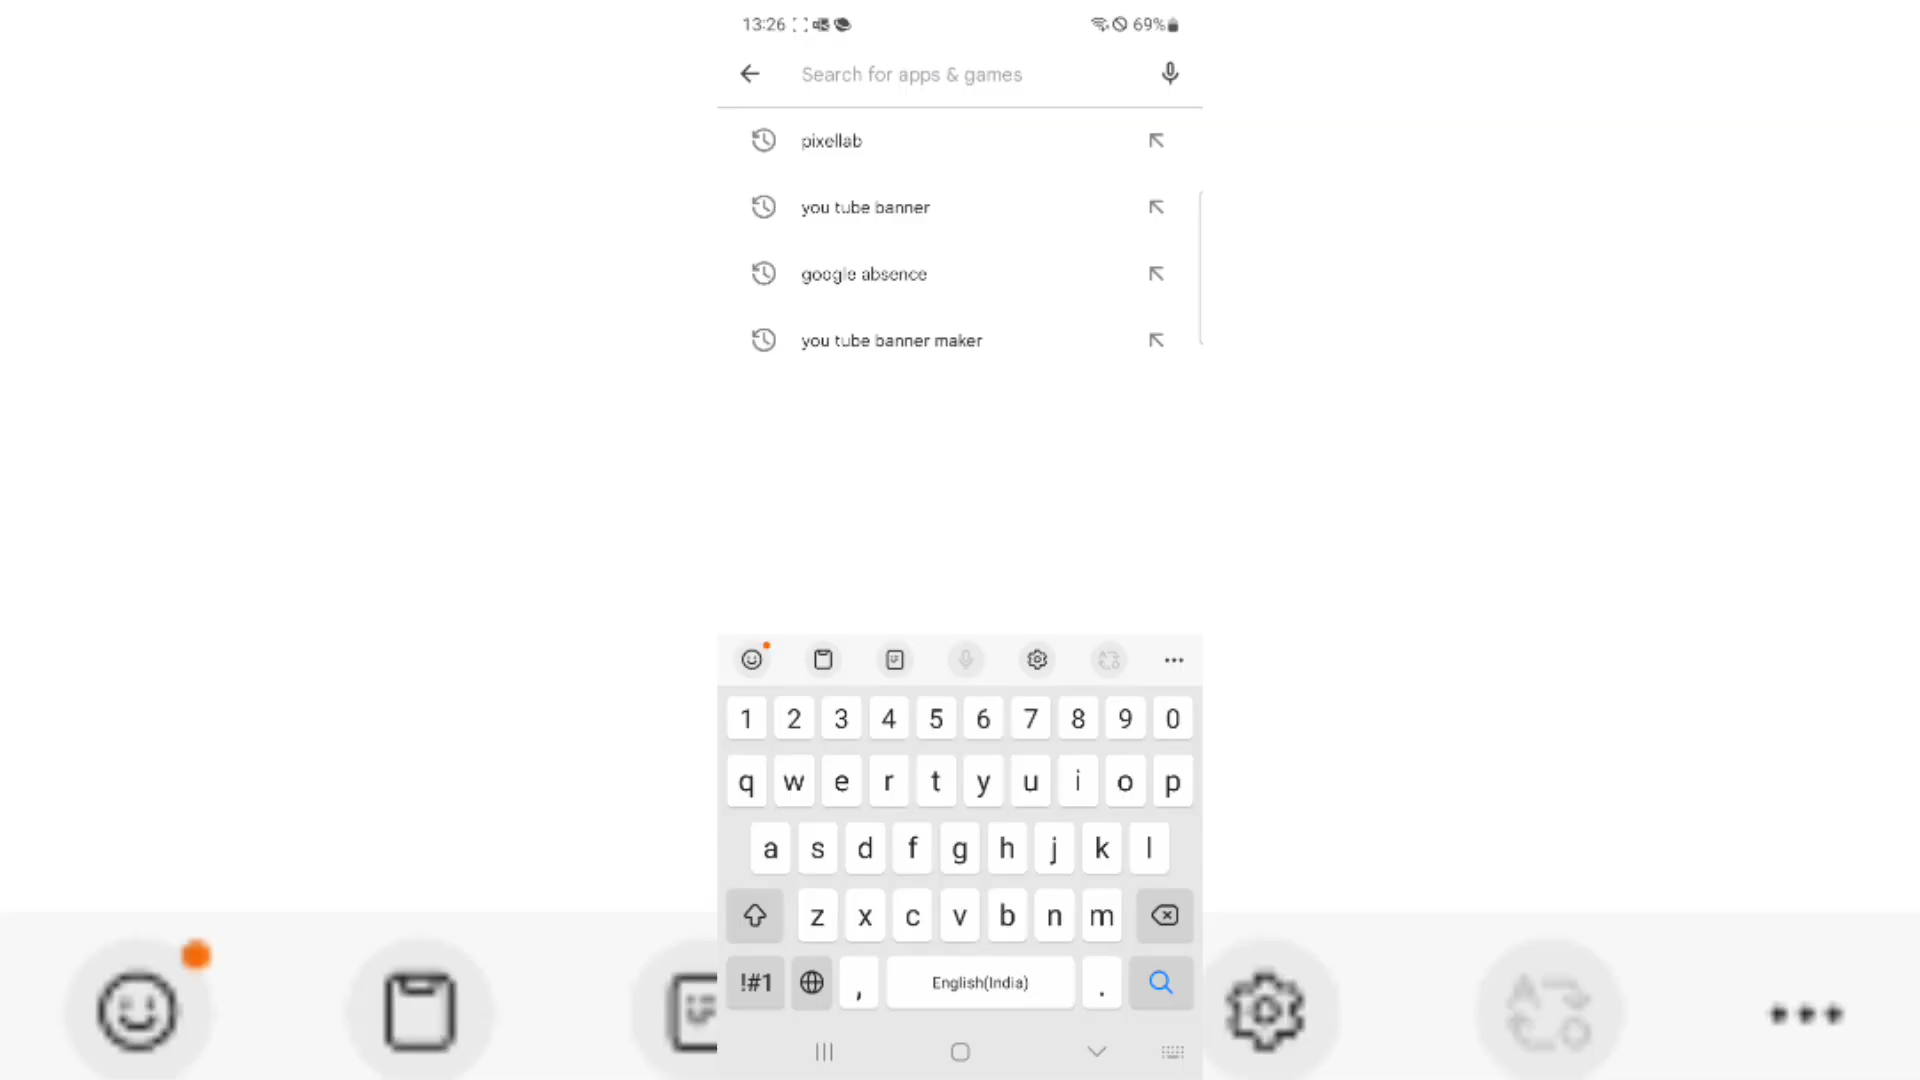 13:26 69%
Search for apps & games
pixellab
you tube banner
google absence
you tube banner maker
1 2 3 4 5 6 7 8 9 0
q w e r t y u i o p
a s d f g h j k l
z x c v b n m
!#1 , English(India) .